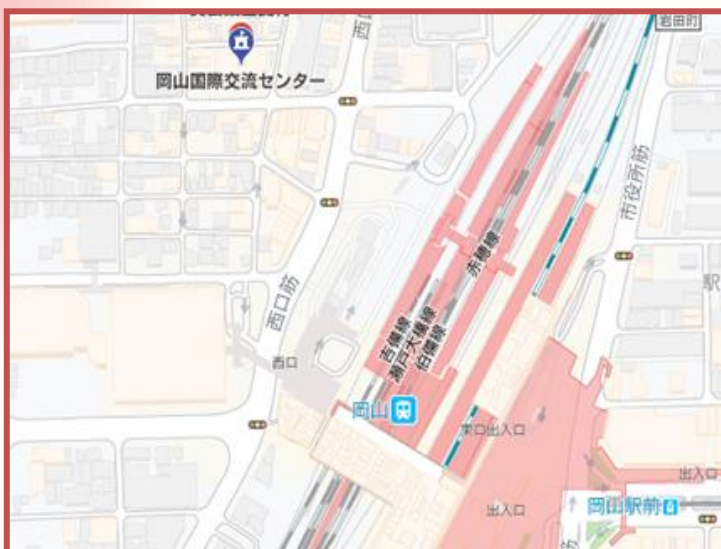 岩田町
岡山国際交流センター
市役所筋
駅
赤穂線
西口筋
吉備線
瀬戸大橋線
伯備線
西口
岡山
東口出入口
出入口
岡山駅前
出入口
筋